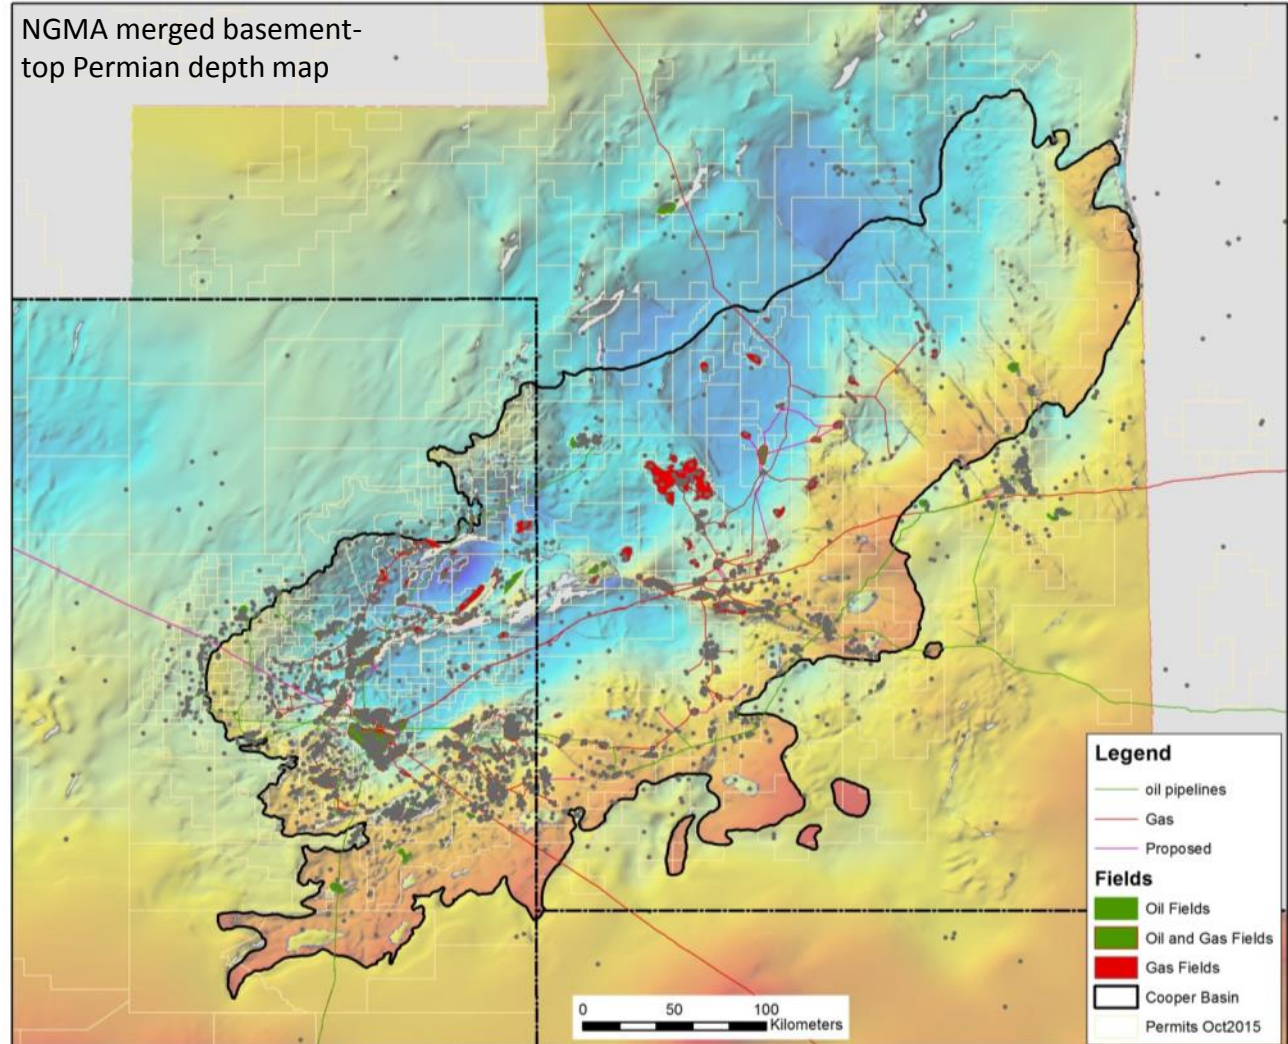 NGMA merged basement-
top Permian depth map
Legend
oil pipelines
Gas
Proposed
Fields
Oil Fields
Oil and Gas Fields
Gas Fields
Cooper Basin
Permits Oct2015
0 50 100
Kilometers